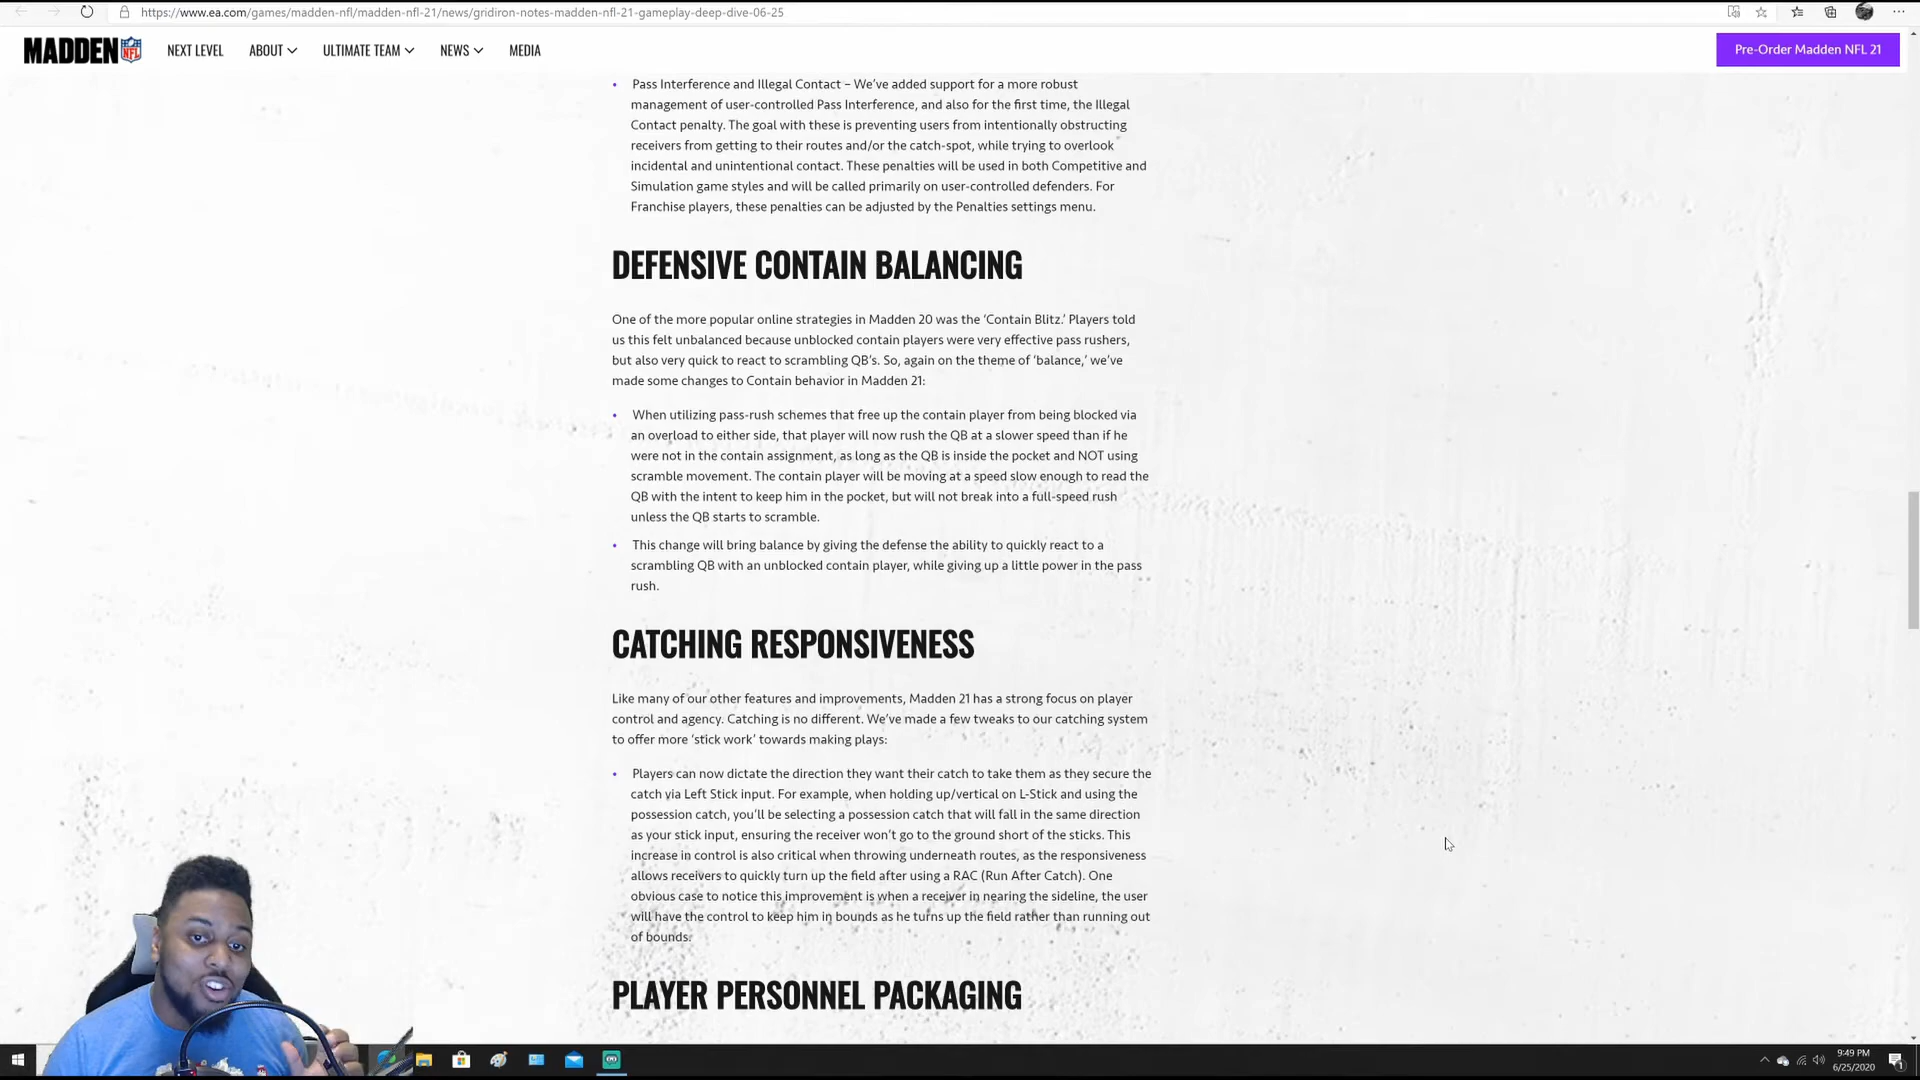 https://www.ea.com/games/madden-nfl/madden-nfl-21/news/gridiron-notes-madden-nfl-21-gameplay-deep-dive-06-25
MADDEN NFL NEXT LEVEL ABOUT ULTIMATE TEAM NEWS MEDIA Pre-Order Madden NFL 21
• Pass Interference and Illegal Contact – We’ve added support for a more robust
management of user-controlled Pass Interference, and also for the first time, the Illegal
Contact penalty. The goal with these is preventing users from intentionally obstructing
receivers from getting to their routes and/or the catch-spot, while trying to overlook
incidental and unintentional contact. These penalties will be used in both Competitive and
Simulation game styles and will be called primarily on user-controlled defenders. For
Franchise players, these penalties can be adjusted by the Penalties settings menu.
DEFENSIVE CONTAIN BALANCING
One of the more popular online strategies in Madden 20 was the ‘Contain Blitz.’ Players told
us this felt unbalanced because unblocked contain players were very effective pass rushers,
but also very quick to react to scrambling QB’s. So, again on the theme of ‘balance,’ we’ve
made some changes to Contain behavior in Madden 21:
• When utilizing pass-rush schemes that free up the contain player from being blocked via
an overload to either side, that player will now rush the QB at a slower speed than if he
were not in the contain assignment, as long as the QB is inside the pocket and NOT using
scramble movement. The contain player will be moving at a speed slow enough to read the
QB with the intent to keep him in the pocket, but will not break into a full-speed rush
unless the QB starts to scramble.
• This change will bring balance by giving the defense the ability to quickly react to a
scrambling QB with an unblocked contain player, while giving up a little power in the pass
rush.
CATCHING RESPONSIVENESS
Like many of our other features and improvements, Madden 21 has a strong focus on player
control and agency. Catching is no different. We’ve made a few tweaks to our catching system
to offer more ‘stick work’ towards making plays:
• Players can now dictate the direction they want their catch to take them as they secure the
catch via Left Stick input. For example, when holding up/vertical on L-Stick and using the
possession catch, you’ll be selecting a possession catch that will fall in the same direction
as your stick input, ensuring the receiver won’t go to the ground short of the sticks. This
increase in control is also critical when throwing underneath routes, as the responsiveness
allows receivers to quickly turn up the field after using a RAC (Run After Catch). One
obvious case to notice this improvement is when a receiver in nearing the sideline, the user
will have the control to keep him in bounds as he turns up the field rather than running out
of bounds.
PLAYER PERSONNEL PACKAGING
9:49 PM
6/25/2020